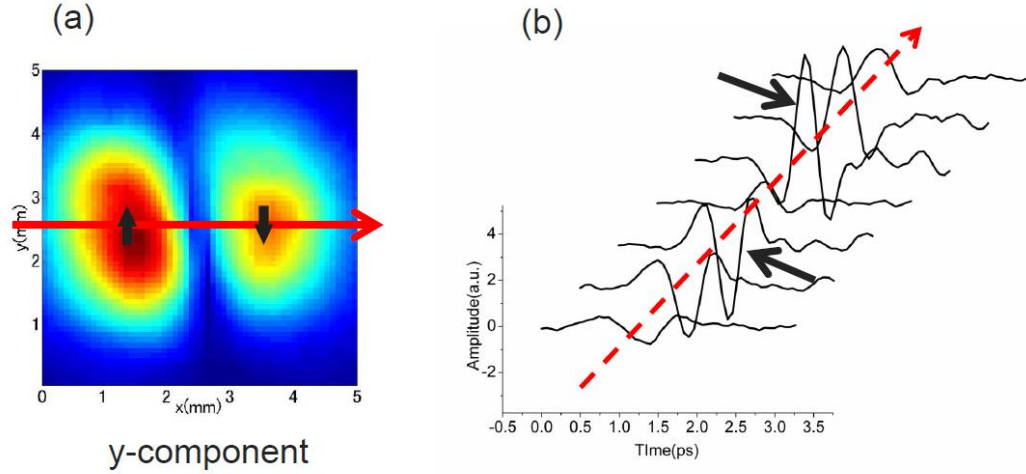 (a)
5
4
3
2
1
y(mm)
0 1 2 3 4 5
x(mm)
y-component
(b)
4
2
0
-2
Amplitude(a.u.)
-0.5 0.0 0.5 1.0 1.5 2.0 2.5 3.0 3.5
TIme(ps)